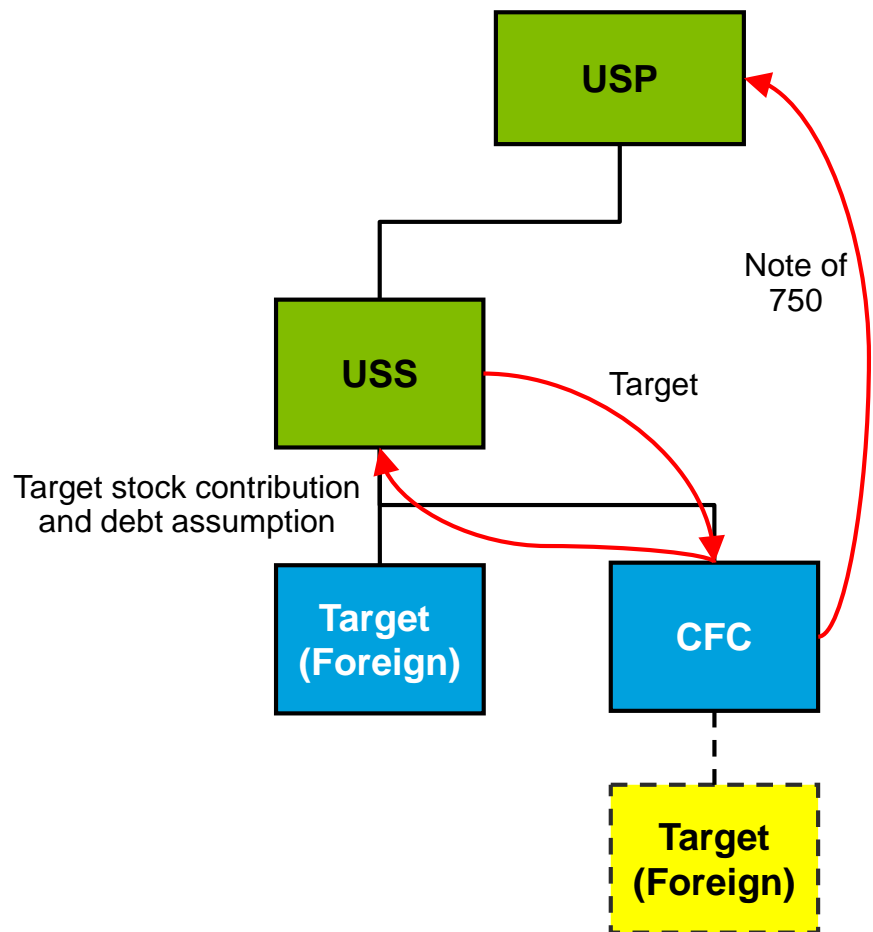 USP
Note of
750
USS
Target
Target stock contribution
and debt assumption
Target
(Foreign)
CFC
Target
(Foreign)